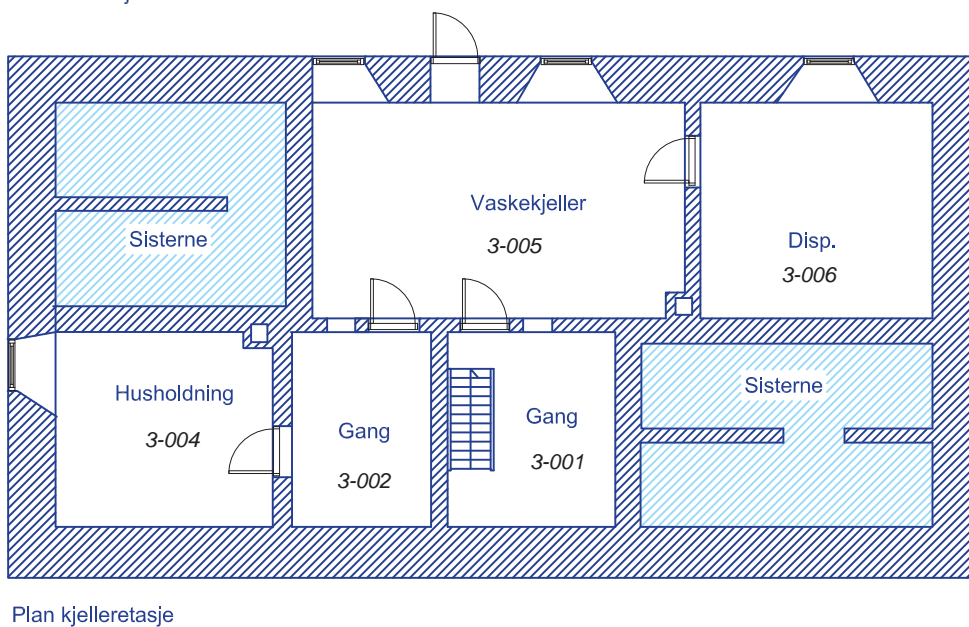 Vaskekjeller
3-005
Sisterne
Disp.
3-006
Husholdning
3-004
Gang
3-002
Gang
3-001
Sisterne
Plan kjelleretasje